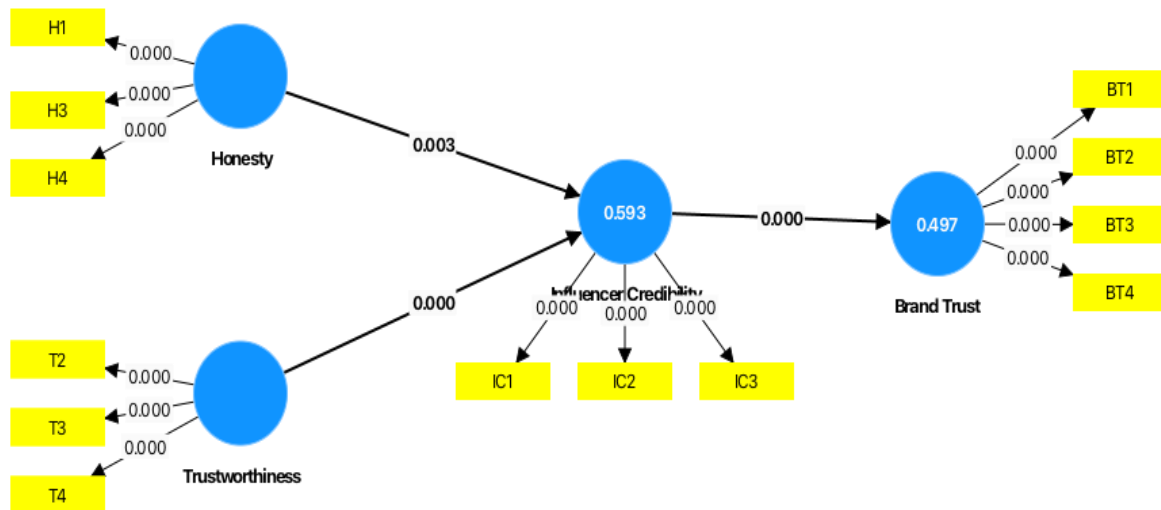 H1
0.000
H3
0.000
H4
0.000
Honesty
0.003
T2
0.000
T3
0.000
T4
0.000
Trustworthiness
0.000
0.593
Influencer Credibility
0.000
0.000
0.000
IC1
IC2
IC3
0.000
0.497
Brand Trust
0.000
BT1
0.000
BT2
0.000
BT3
0.000
BT4